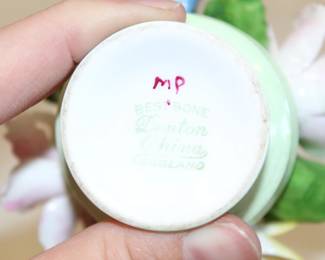 MP
BEST BONE
Denton
China
ENGLAND